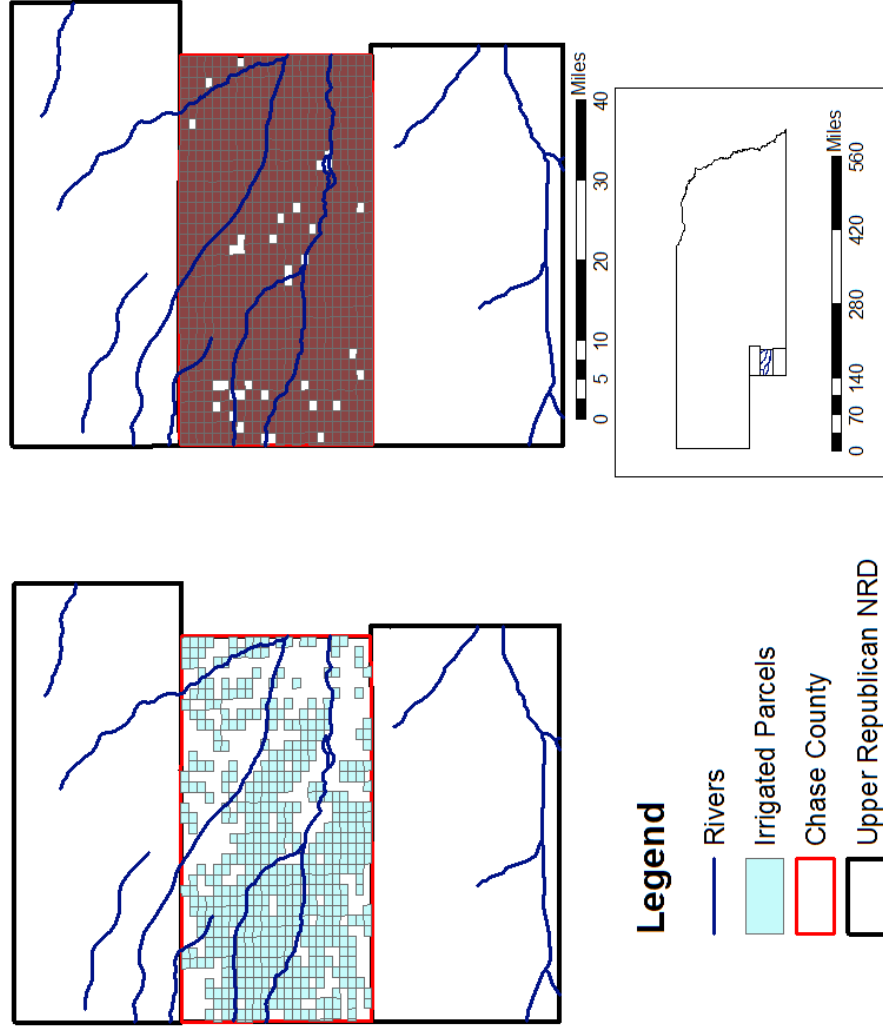 Legend
Rivers
Irrigated Parcels
Chase County
Upper Republican NRD
0 5 10 20 30 40
Miles
0 70 140 280 420 560
Miles